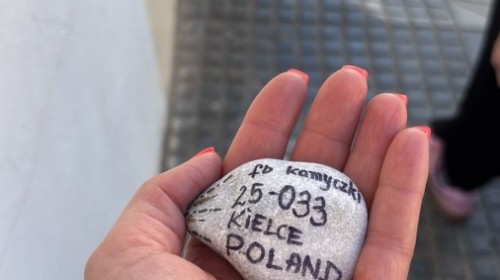 fb kamyczki
25-033
KIELCE
POLAND